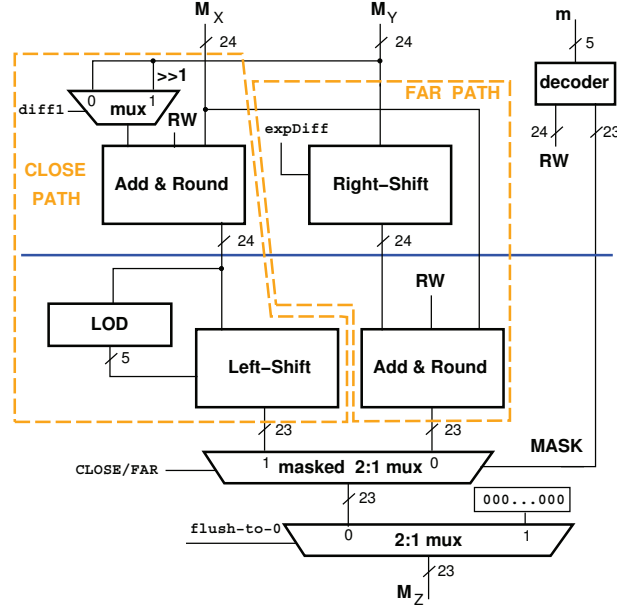 M X
M Y
m
24
24
5
>>1
0
1
mux
diff1
FAR PATH
decoder
RW
expDiff
24
23
RW
CLOSE
PATH
Add & Round
Right–Shift
24
24
RW
LOD
5
Left–Shift
Add & Round
23
23
MASK
1
masked 2:1 mux
0
CLOSE/FAR
23
000...000
flush-to-0
0
2:1 mux
1
23
M Z